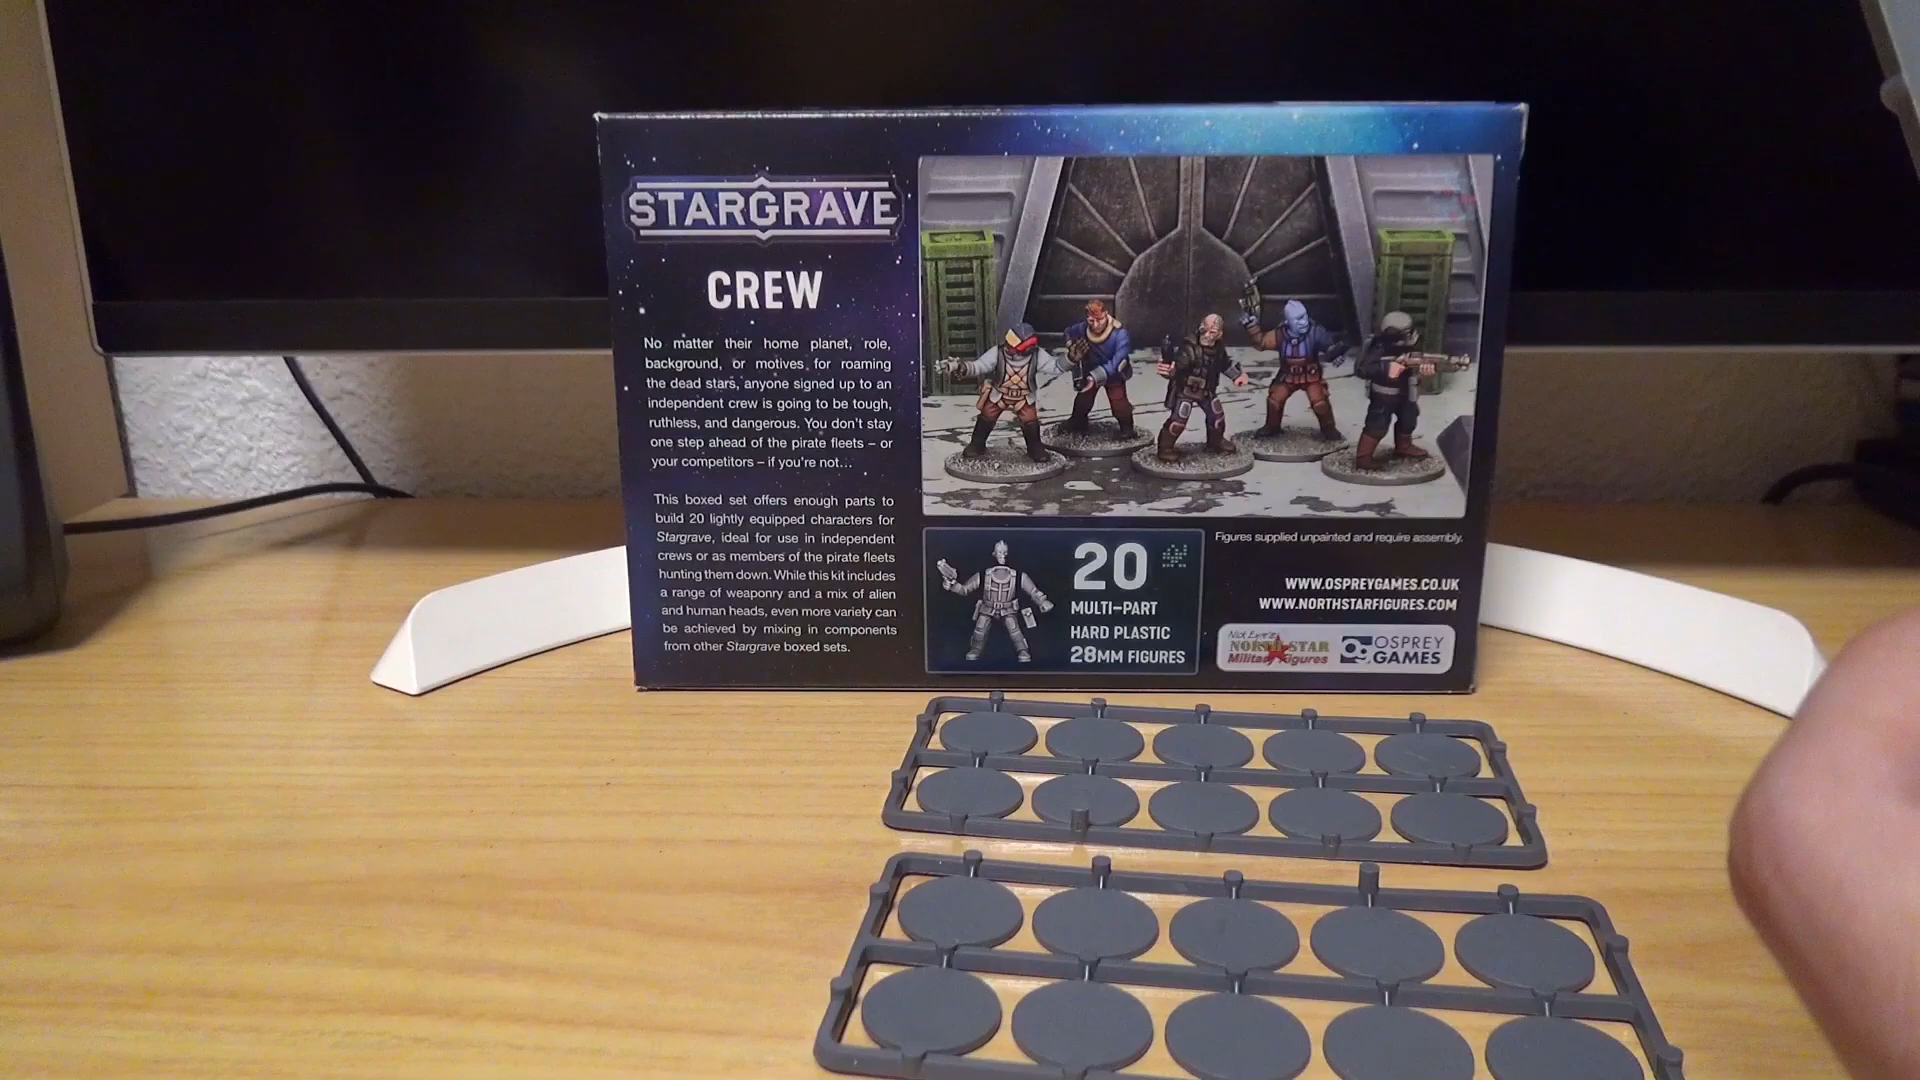 STARGRAVE
CREW
No matter their home planet, role,
background, or motives for roaming
the dead stars, anyone signed up to an
independent crew is going to be tough,
ruthless, and dangerous. You don't stay
one step ahead of the pirate fleets – or
your competitors – if you're not…
This boxed set offers enough parts to
build 20 lightly equipped characters for
Stargrave, ideal for use in independent
crews or as members of the pirate fleets
hunting them down. While this kit includes
a range of weaponry and a mix of alien
and human heads, even more variety can
be achieved by mixing in components
from other Stargrave boxed sets.
20
MULTI-PART
HARD PLASTIC
28MM FIGURES
Figures supplied unpainted and require assembly.
WWW.OSPREYGAMES.CO.UK
WWW.NORTHSTARFIGURES.COM
Nick Eyre's
NORTH STAR
Military Figures
OSPREY
GAMES